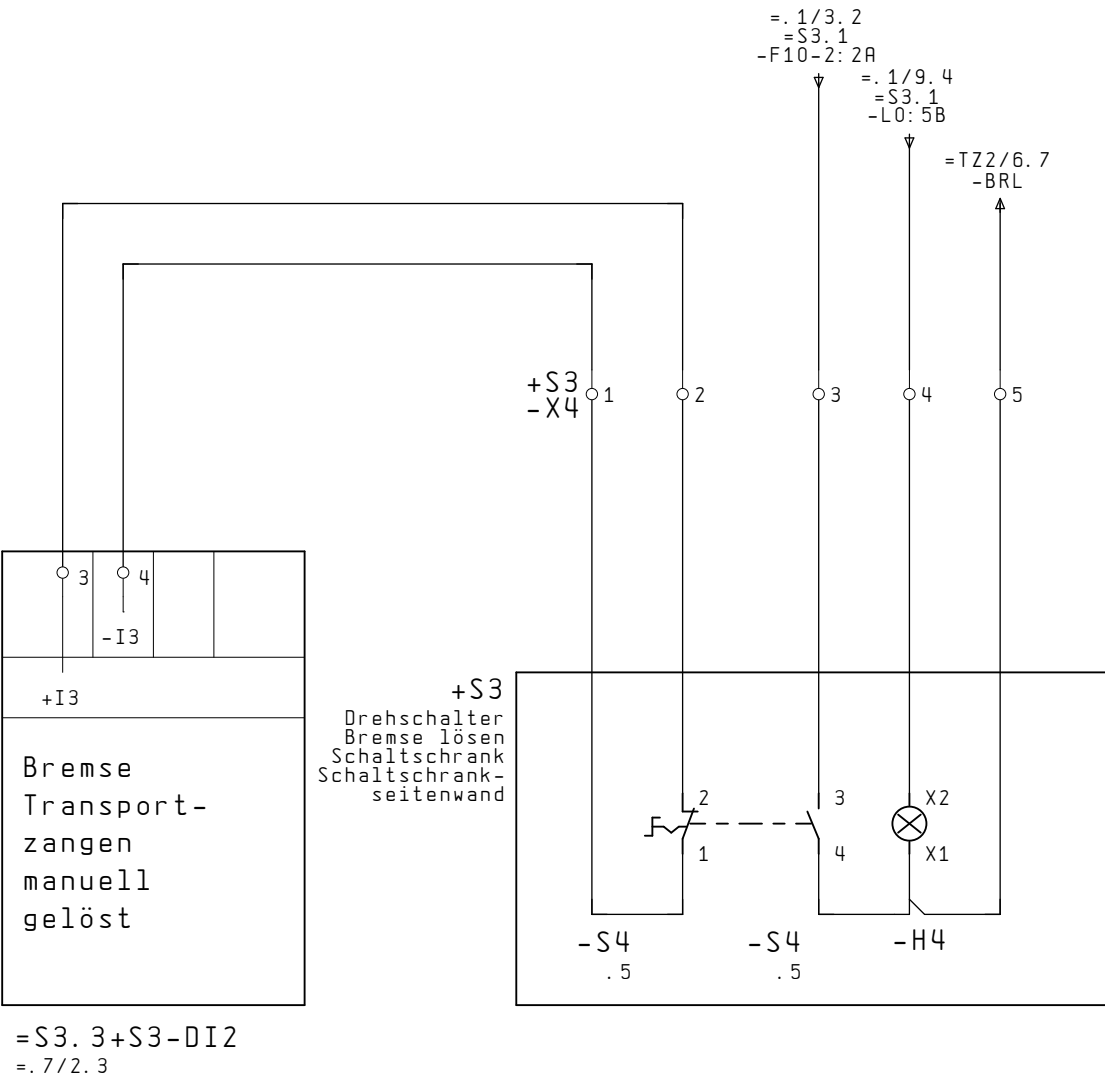 =.1/3.2
=S3.1
-F10-2:2A
=.1/9.4
=S3.1
-L0:5B
=TZ2/6.7
-BRL
+S3
-X4
1
2
3
4
5
3
4
-I3
+I3
Bremse
Transport-
zangen
manuell
gelöst
=S3.3+S3-DI2
=.7/2.3
+S3
Drehschalter
Bremse lösen
Schaltschrank
Schaltschrank-
seitenwand
2
1
3
4
X2
X1
-S4
.5
-S4
.5
-H4